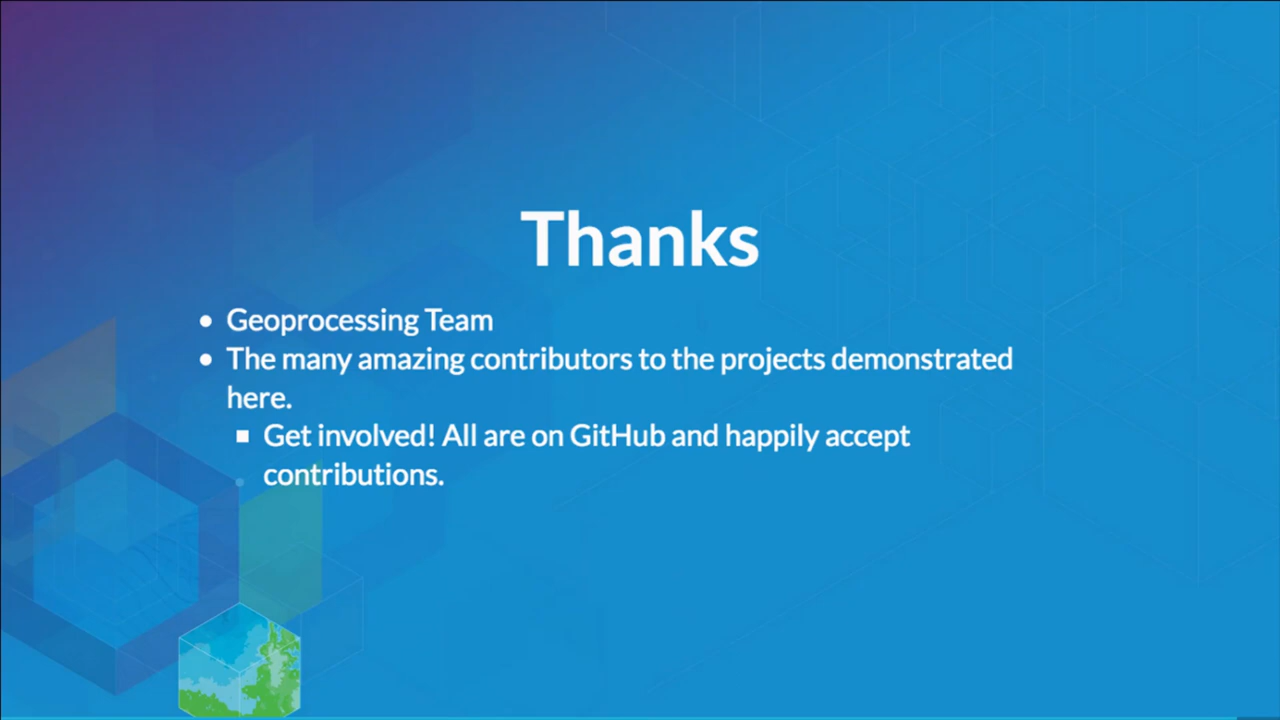 Thanks
• Geoprocessing Team
• The many amazing contributors to the projects demonstrated
here.
▪ Get involved! All are on GitHub and happily accept
contributions.